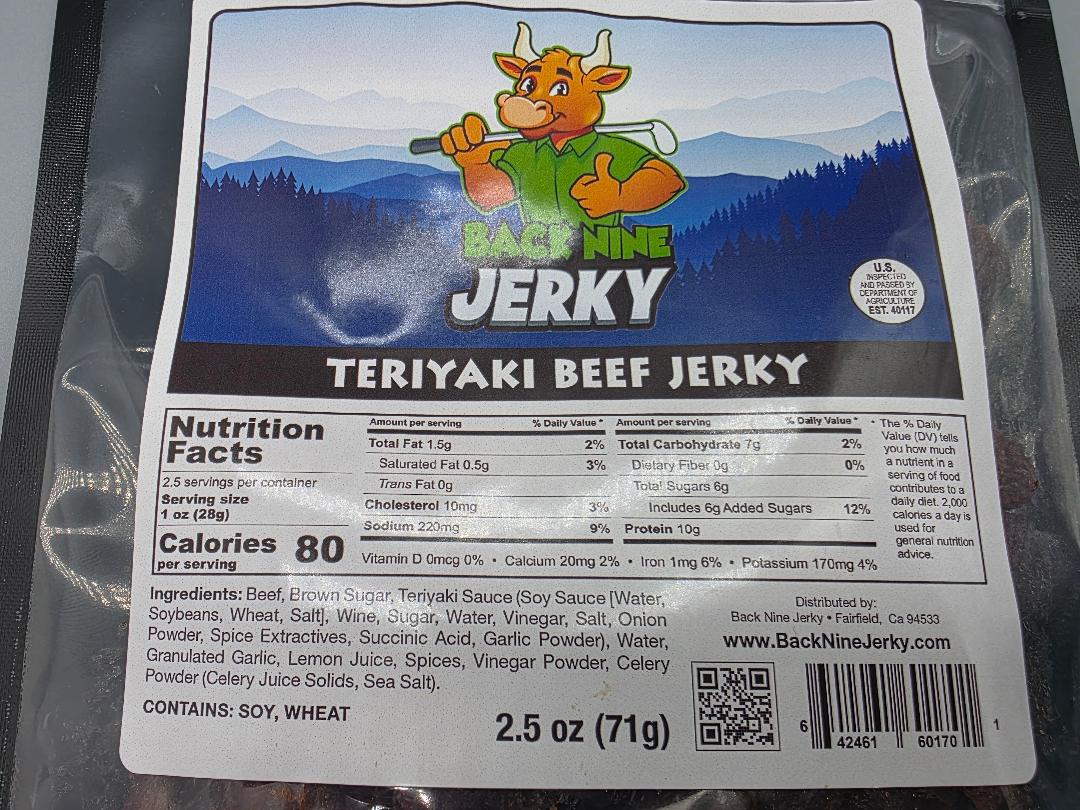 BACK NINE
JERKY
U.S.
INSPECTED
AND PASSED BY
DEPARTMENT OF
AGRICULTURE
EST. 40117
TERIYAKI BEEF JERKY
Nutrition
Facts
2.5 servings per container
Serving size
1 oz (28g)
Calories 80
per serving
Amount per serving % Daily Value *
Total Fat 1.5g 2%
Saturated Fat 0.5g 3%
Trans Fat 0g
Cholesterol 10mg 3%
Sodium 220mg 9%
Amount per serving % Daily Value *
Total Carbohydrate 7g 2%
Dietary Fiber 0g 0%
Total Sugars 6g
Includes 6g Added Sugars 12%
Protein 10g
Vitamin D 0mcg 0% • Calcium 20mg 2% • Iron 1mg 6% • Potassium 170mg 4%
* The % Daily
Value (DV) tells
you how much
a nutrient in a
serving of food
contributes to a
daily diet. 2,000
calories a day is
used for
general nutrition
advice.
Ingredients: Beef, Brown Sugar, Teriyaki Sauce (Soy Sauce [Water,
Soybeans, Wheat, Salt], Wine, Sugar, Water, Vinegar, Salt, Onion
Powder, Spice Extractives, Succinic Acid, Garlic Powder), Water,
Granulated Garlic, Lemon Juice, Spices, Vinegar Powder, Celery
Powder (Celery Juice Solids, Sea Salt).
CONTAINS: SOY, WHEAT
2.5 oz (71g)
Distributed by:
Back Nine Jerky • Fairfield, Ca 94533
www.BackNineJerky.com
6 42461 60170 1